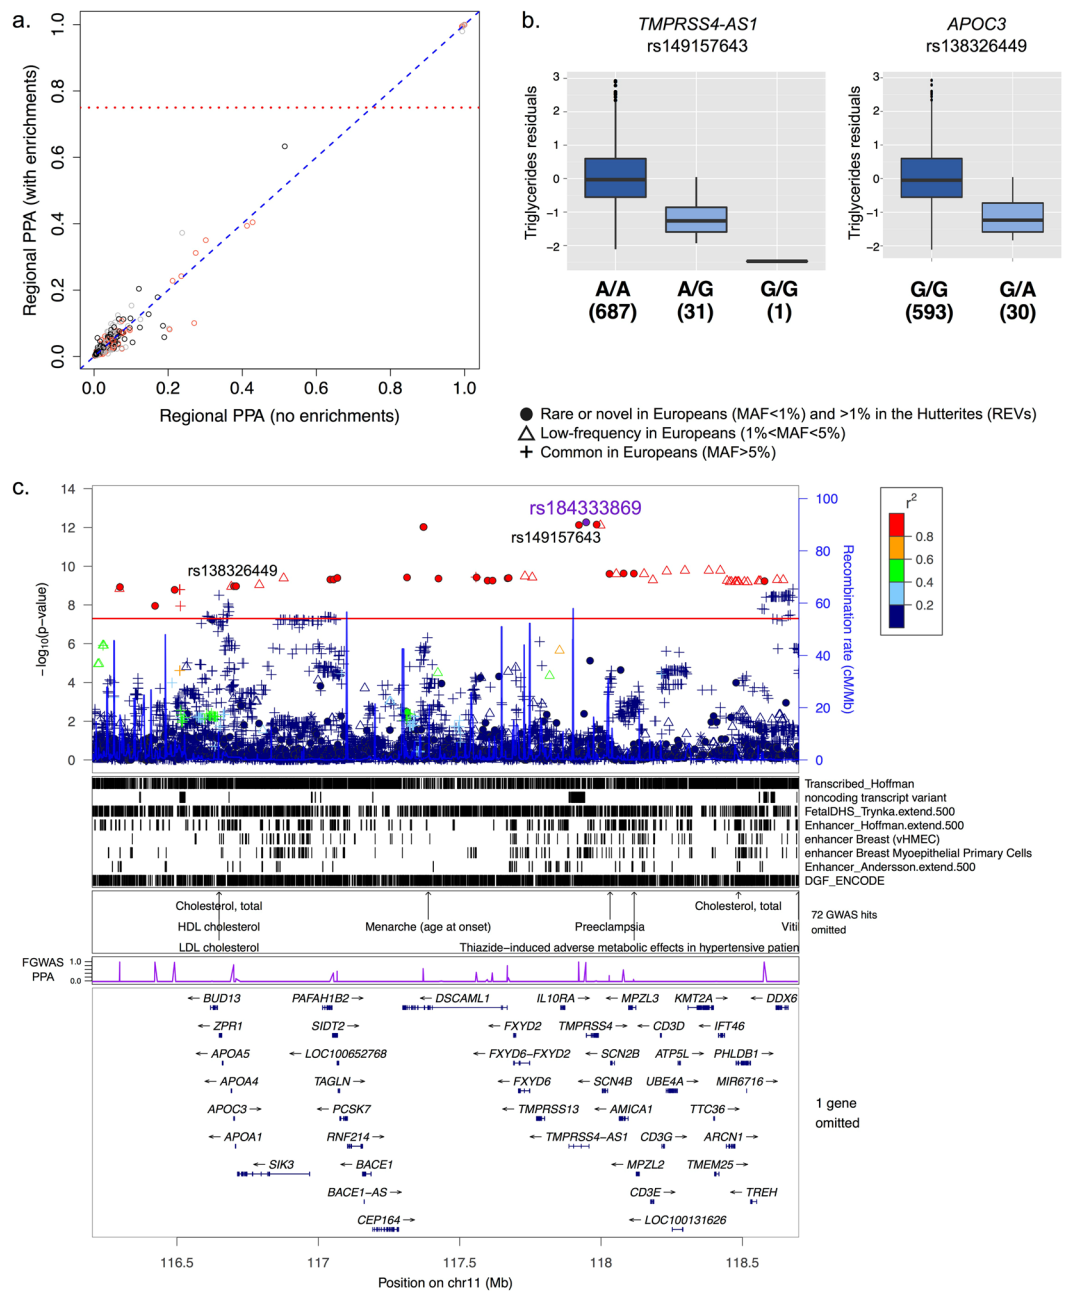 a.
Regional PPA (with enrichments)
0.0 0.2 0.4 0.6 0.8 1.0
0.0 0.2 0.4 0.6 0.8 1.0
Regional PPA (no enrichments)
b.
TMPRSS4-AS1
rs149157643
Triglycerides residuals
3
2
1
0
−1
−2
A/A A/G G/G
(687) (31) (1)
APOC3
rs138326449
Triglycerides residuals
3
2
1
0
−1
−2
G/G G/A
(593) (30)
Rare or novel in Europeans (MAF<1%) and >1% in the Hutterites (REVs)
Low-frequency in Europeans (1%<MAF<5%)
Common in Europeans (MAF>5%)
c.
−log10(p−value)
14
12
10
8
6
4
2
0
rs184333869
rs149157643
rs138326449
100
80
60
40
20
0
Recombination rate (cM/Mb)
r2
0.8
0.6
0.4
0.2
Transcribed_Hoffman
noncoding transcript variant
FetalDHS_Trynka.extend.500
Enhancer_Hoffman.extend.500
enhancer Breast (vHMEC)
enhancer Breast Myoepithelial Primary Cells
Enhancer_Andersson.extend.500
DGF_ENCODE
Cholesterol, total Cholesterol, total
HDL cholesterol Menarche (age at onset) Preeclampsia Viti
LDL cholesterol Thiazide−induced adverse metabolic effects in hypertensive patien
72 GWAS hits
omitted
FGWAS
PPA
1.0
0.0
← BUD13 PAFAH1B2 → ← DSCAML1 IL10RA → ← MPZL3 KMT2A → ← DDX6
← ZPR1 SIDT2 → ← FXYD2 TMPRSS4 → ← CD3D ← IFT46
← APOA5 ← LOC100652768 ← FXYD6−FXYD2 ← SCN2B ATP5L → PHLDB1 →
← APOA4 ← TAGLN ← FXYD6 ← SCN4B UBE4A → MIR6716 →
APOC3 → ← PCSK7 ← TMPRSS13 ← AMICA1 TTC36 →
← APOA1 RNF214 → ← TMPRSS4−AS1 CD3G → ARCN1 →
← SIK3 ← BACE1 ← MPZL2 TMEM25 →
BACE1−AS → CD3E → ← TREH
CEP164 → ← LOC100131626
1 gene
omitted
116.5 117 117.5 118 118.5
Position on chr11 (Mb)